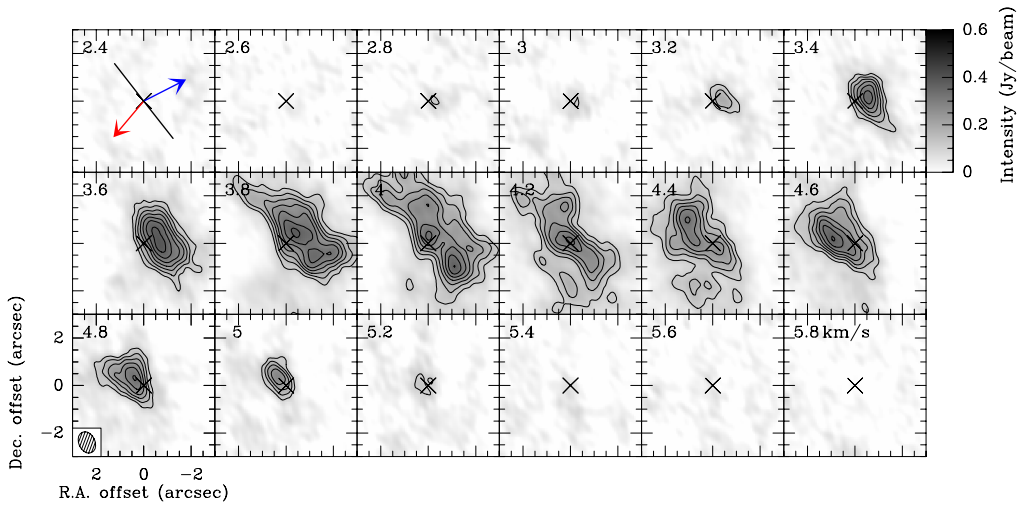 2.4 2.6 2.8 3 3.2 3.4
3.6 3.8 4 4.2 4.4 4.6
4.8 5 5.2 5.4 5.6 5.8 km/s
0.6
0.4
0.2
0
Intensity (Jy/beam)
2
0
−2
Dec. offset (arcsec)
2 0 −2
R.A. offset (arcsec)